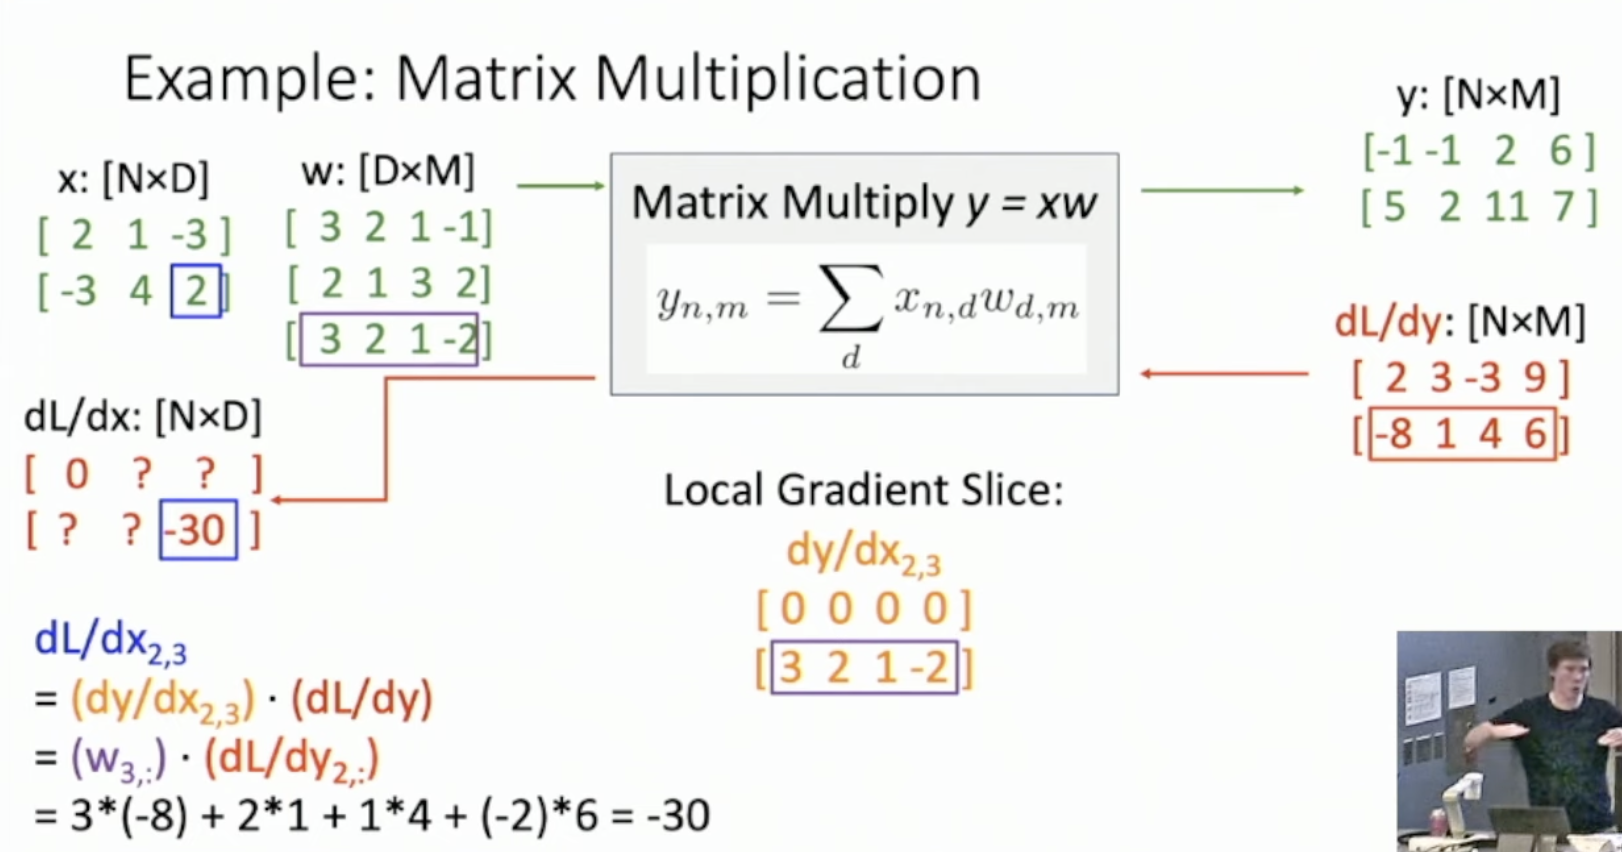 Example: Matrix Multiplication
x: [N×D]
[ 2 1 -3 ]
[ -3 4 2 ]
w: [D×M]
[ 3 2 1 -1]
[ 2 1 3 2]
[ 3 2 1 -2]
Matrix Multiply y = xw
y_{n,m} = ∑_d x_{n,d}w_{d,m}
y: [N×M]
[-1 -1 2 6 ]
[ 5 2 11 7 ]
dL/dy: [N×M]
[ 2 3 -3 9 ]
[ -8 1 4 6 ]
dL/dx: [N×D]
[ 0 ? ? ]
[ ? ? -30 ]
Local Gradient Slice:
dy/dx_{2,3}
[ 0 0 0 0 ]
[ 3 2 1 -2 ]
dL/dx_{2,3}
= (dy/dx_{2,3}) · (dL/dy)
= (w_{3,:}) · (dL/dy_{2,:})
= 3*(-8) + 2*1 + 1*4 + (-2)*6 = -30